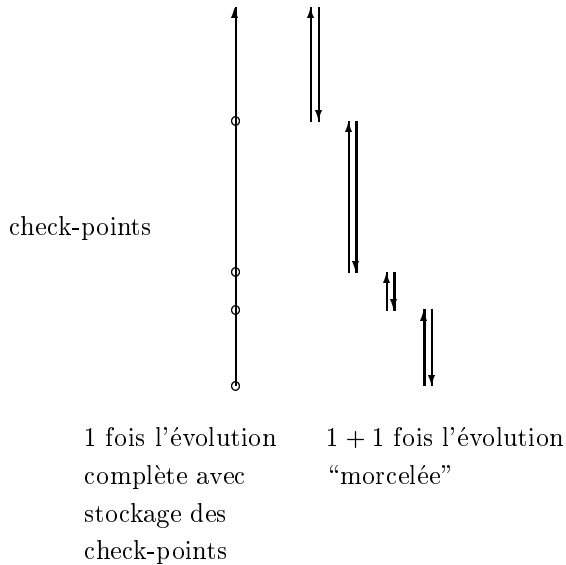 check-points
1 fois l'évolution
complète avec
stockage des
check-points
1 + 1 fois l'évolution
“morcelée”